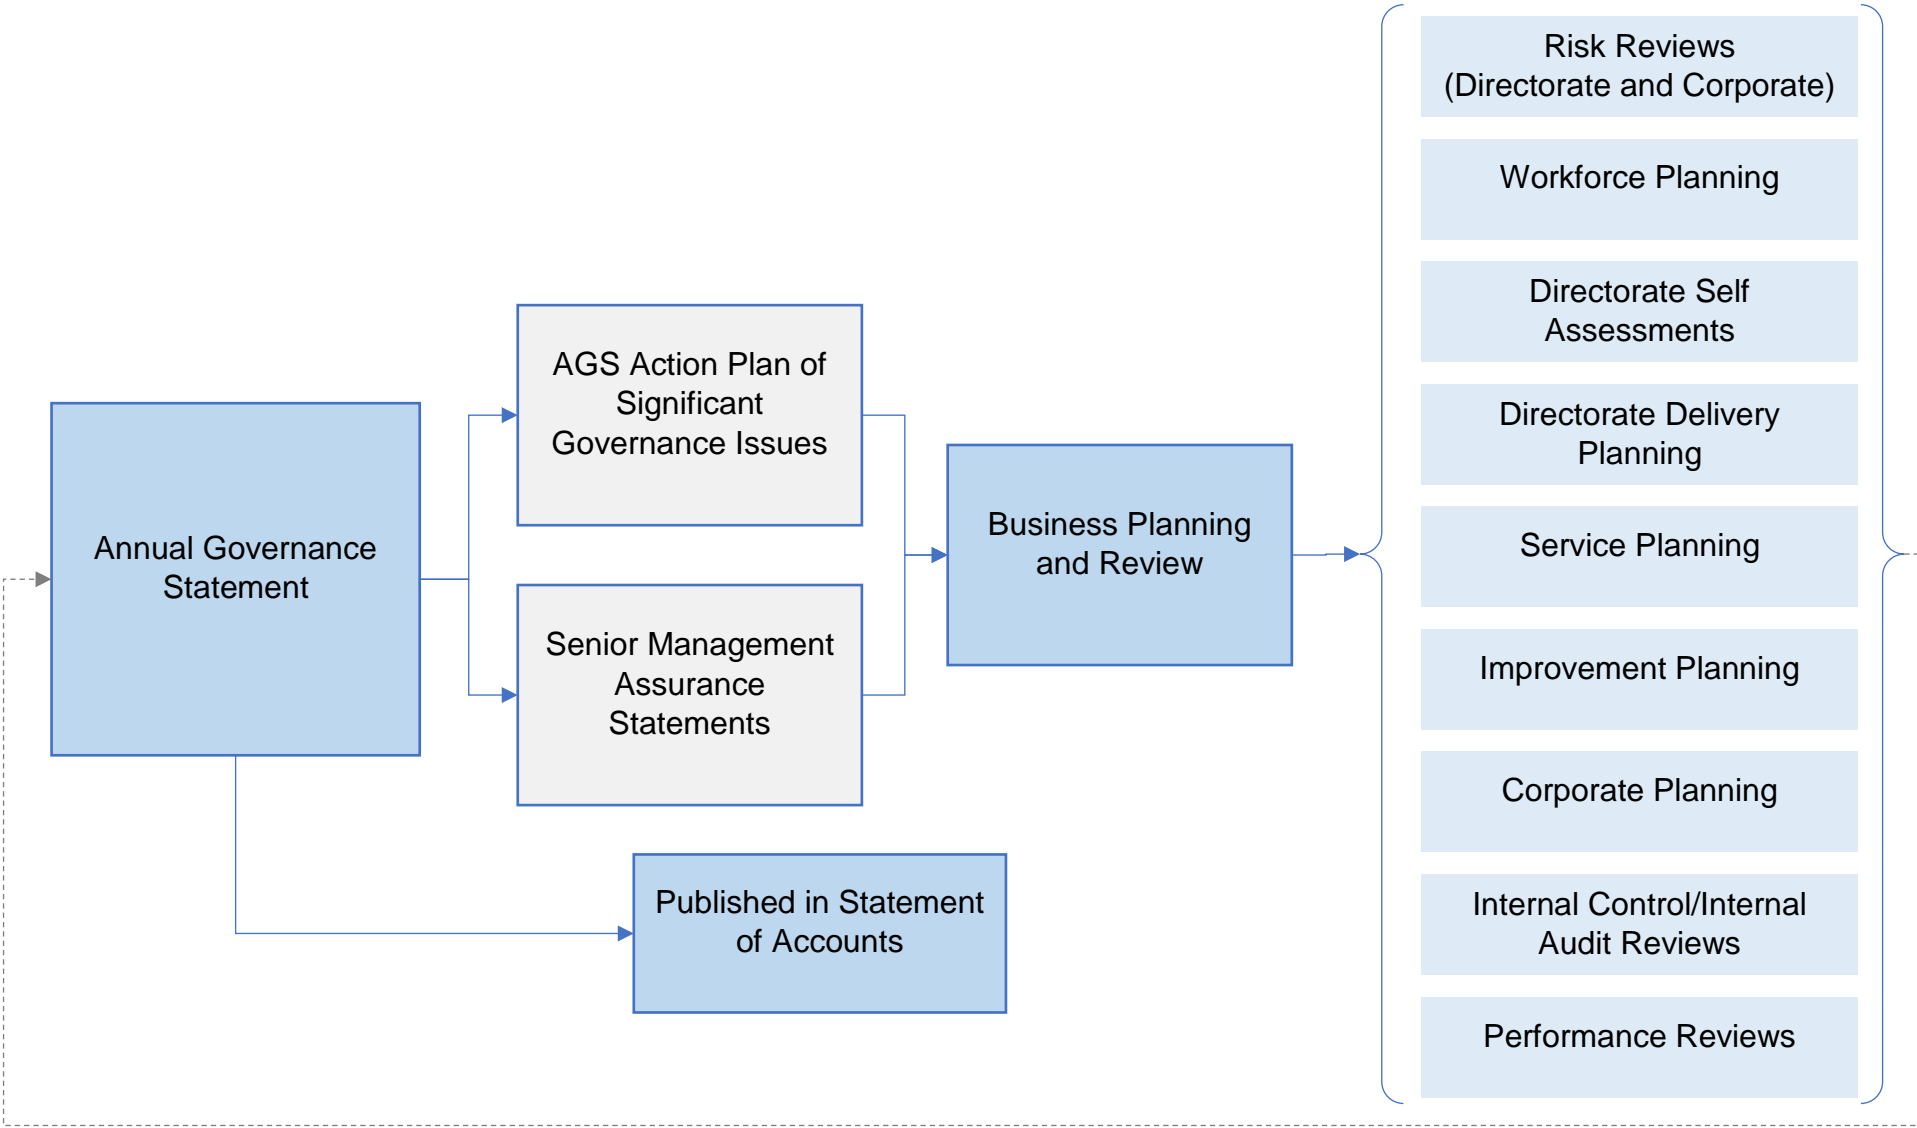 Annual Governance
Statement
AGS Action Plan of
Significant
Governance Issues
Senior Management
Assurance
Statements
Published in Statement
of Accounts
Business Planning
and Review
Risk Reviews
(Directorate and Corporate)
Workforce Planning
Directorate Self
Assessments
Directorate Delivery
Planning
Service Planning
Improvement Planning
Corporate Planning
Internal Control/Internal
Audit Reviews
Performance Reviews